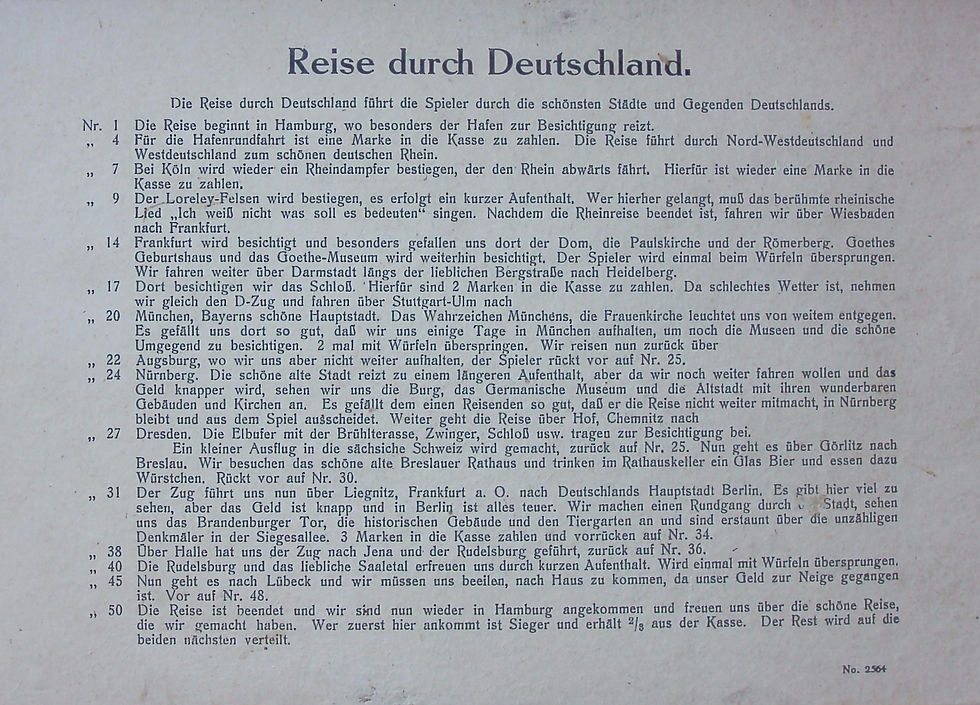 Reise durch Deutschland.
Die Reise durch Deutschland führt die Spieler durch die schönsten Städte und Gegenden Deutschlands.
Nr. 1 Die Reise beginnt in Hamburg, wo besonders der Hafen zur Besichtigung reizt.
„ 4 Für die Hafenrundfahrt ist eine Marke in die Kasse zu zahlen. Die Reise führt durch Nord-Westdeutschland und
Westdeutschland zum schönen deutschen Rhein.
„ 7 Bei Köln wird wieder ein Rheindampfer bestiegen, der den Rhein abwärts fährt. Hierfür ist wieder eine Marke in die
Kasse zu zahlen.
„ 9 Der Loreley-Felsen wird bestiegen, es erfolgt ein kurzer Aufenthalt. Wer hierher gelangt, muß das berühmte rheinische
Lied „Ich weiß nicht was soll es bedeuten“ singen. Nachdem die Rheinreise beendet ist, fahren wir über Wiesbaden
nach Frankfurt.
„ 14 Frankfurt wird besichtigt und besonders gefallen uns dort der Dom, die Paulskirche und der Römerberg. Goethes
Geburtshaus und das Goethe-Museum wird weiterhin besichtigt. Der Spieler wird einmal beim Würfeln übersprungen.
Wir fahren weiter über Darmstadt längs der lieblichen Bergstraße nach Heidelberg.
„ 17 Dort besichtigen wir das Schloß. Hierfür sind 2 Marken in die Kasse zu zahlen. Da schlechtes Wetter ist, nehmen
wir gleich den D-Zug und fahren über Stuttgart-Ulm nach
„ 20 München, Bayerns schöne Hauptstadt. Das Wahrzeichen Münchens, die Frauenkirche leuchtet uns von weitem entgegen.
Es gefällt uns dort so gut, daß wir uns einige Tage in München aufhalten, um noch die Museen und die schöne
Umgegend zu besichtigen. 2 mal mit Würfeln überspringen. Wir reisen nun zurück über
„ 22 Augsburg, wo wir uns aber nicht weiter aufhalten, der Spieler rückt vor auf Nr. 25.
„ 24 Nürnberg. Die schöne alte Stadt reizt zu einem längeren Aufenthalt, aber da wir noch weiter fahren wollen und das
Geld knapper wird, sehen wir uns die Burg, das Germanische Museum und die Altstadt mit ihren wunderbaren
Gebäuden und Kirchen an. Es gefällt dem einen Reisenden so gut, daß er die Reise nicht weiter mitmacht, in Nürnberg
bleibt und aus dem Spiel ausscheidet. Weiter geht die Reise über Hof, Chemnitz nach
„ 27 Dresden. Die Elbufer mit der Brühlterasse, Zwinger, Schloß usw. tragen zur Besichtigung bei.
Ein kleiner Ausflug in die sächsiche Schweiz wird gemacht, zurück auf Nr. 25. Nun geht es über Görlitz nach
Breslau. Wir besuchen das schöne alte Breslauer Rathaus und trinken im Rathauskeller ein Glas Bier und essen dazu
Würstchen. Rückt vor auf Nr. 30.
„ 31 Der Zug führt uns nun über Liegnitz, Frankfurt a. O. nach Deutschlands Hauptstadt Berlin. Es gibt hier viel zu
sehen, aber das Geld ist knapp und in Berlin ist alles teuer. Wir machen einen Rundgang durch Stadt, sehen
uns das Brandenburger Tor, die historischen Gebäude und den Tiergarten an und sind erstaunt über die unzähligen
Denkmäler in der Siegesallee. 3 Marken in die Kasse zahlen und vorrücken auf Nr. 34.
„ 38 Über Halle hat uns der Zug nach Jena und der Rudelsburg geführt, zurück auf Nr. 36.
„ 40 Die Rudelsburg und das liebliche Saaletal erfreuen uns durch kurzen Aufenthalt. Wird einmal mit Würfeln übersprungen.
„ 45 Nun geht es nach Lübeck und wir müssen uns beeilen, nach Haus zu kommen, da unser Geld zur Neige gegangen
ist. Vor auf Nr. 48.
„ 50 Die Reise ist beendet und wir sind nun wieder in Hamburg angekommen und freuen uns über die schöne Reise,
die wir gemacht haben. Wer zuerst hier ankommt ist Sieger und erhält 2/3 aus der Kasse. Der Rest wird auf die
beiden nächsten verteilt.
No. 2564